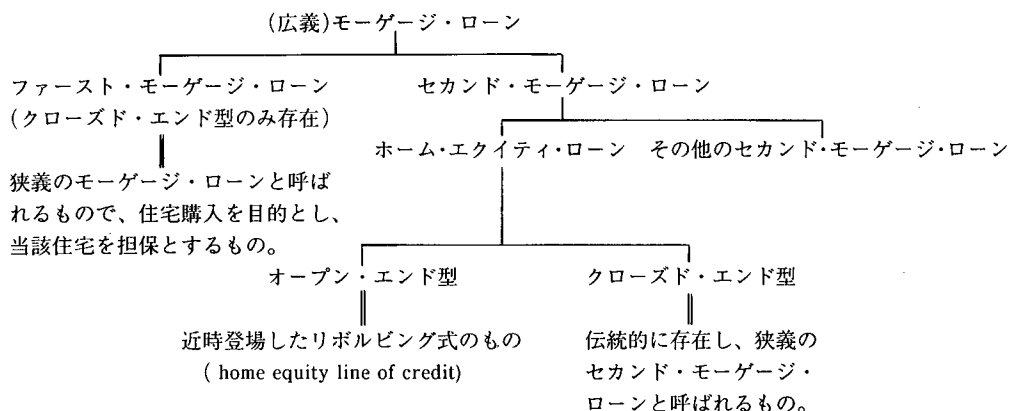 (広義)モーゲージ・ローン
ファースト・モーゲージ・ローン
(クローズド・エンド型のみ存在)
セカンド・モーゲージ・ローン
ホーム・エクイティ・ローン その他のセカンド・モーゲージ・ローン
狭義のモーゲージ・ローンと呼ば
れるもので、住宅購入を目的とし、
当該住宅を担保とするもの。
オープン・エンド型
近時登場したリボルビング式のもの
( home equity line of credit)
クローズド・エンド型
伝統的に存在し、狭義の
セカンド・モーゲージ・
ローンと呼ばれるもの。